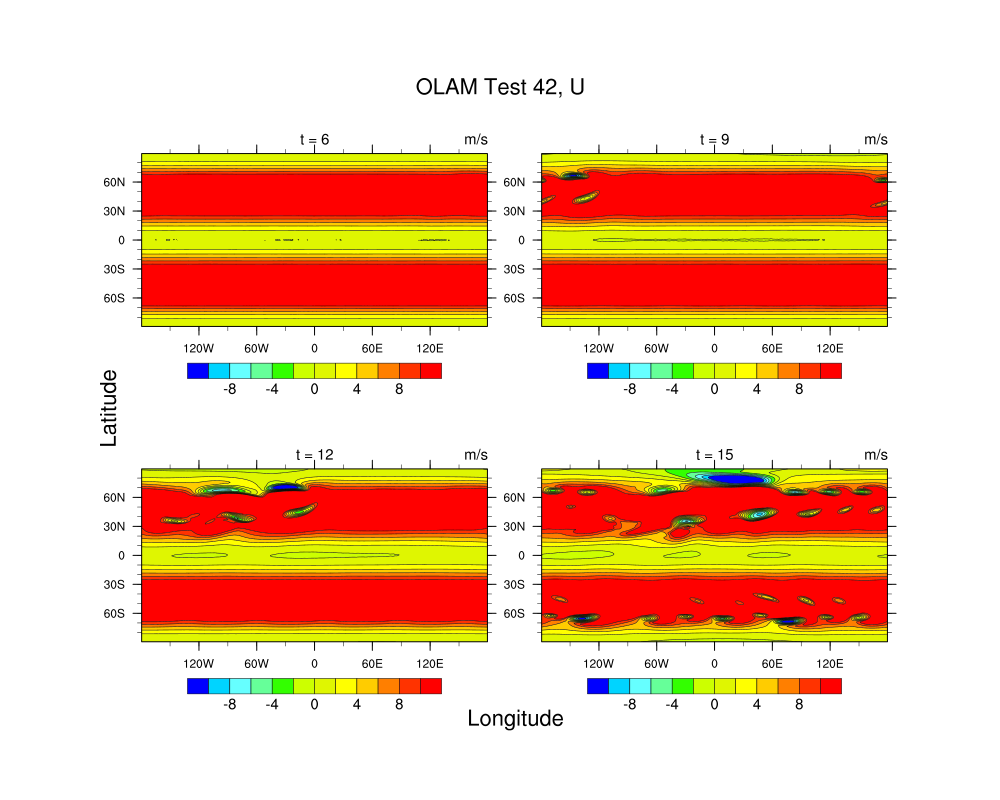 OLAM Test 42, U
t = 6 m/s
t = 9 m/s
60N
30N
0
30S
60S
60N
30N
0
30S
60S
120W 60W 0 60E 120E
120W 60W 0 60E 120E
-8 -4 0 4 8
-8 -4 0 4 8
Latitude
t = 12 m/s
t = 15 m/s
60N
30N
0
30S
60S
60N
30N
0
30S
60S
120W 60W 0 60E 120E
120W 60W 0 60E 120E
-8 -4 0 4 8
-8 -4 0 4 8
Longitude